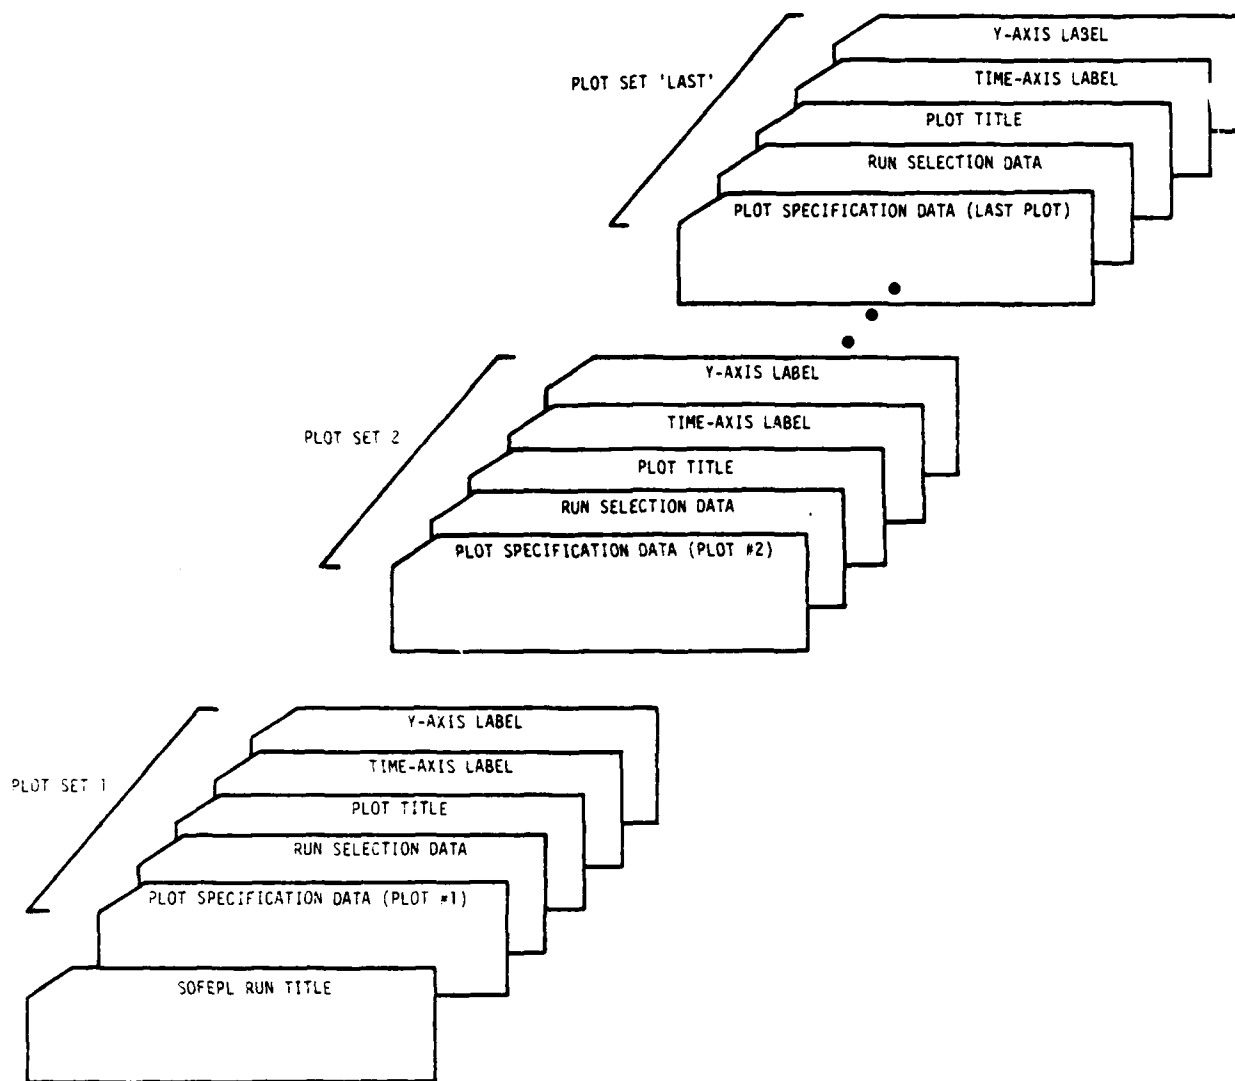 Y-AXIS LABEL
TIME-AXIS LABEL
PLOT SET 'LAST'
PLOT TITLE
RUN SELECTION DATA
PLOT SPECIFICATION DATA (LAST PLOT)
Y-AXIS LABEL
TIME-AXIS LABEL
PLOT SET 2
PLOT TITLE
RUN SELECTION DATA
PLOT SPECIFICATION DATA (PLOT #2)
Y-AXIS LABEL
TIME-AXIS LABEL
PLOT SET 1
PLOT TITLE
RUN SELECTION DATA
PLOT SPECIFICATION DATA (PLOT #1)
SOFEPL RUN TITLE